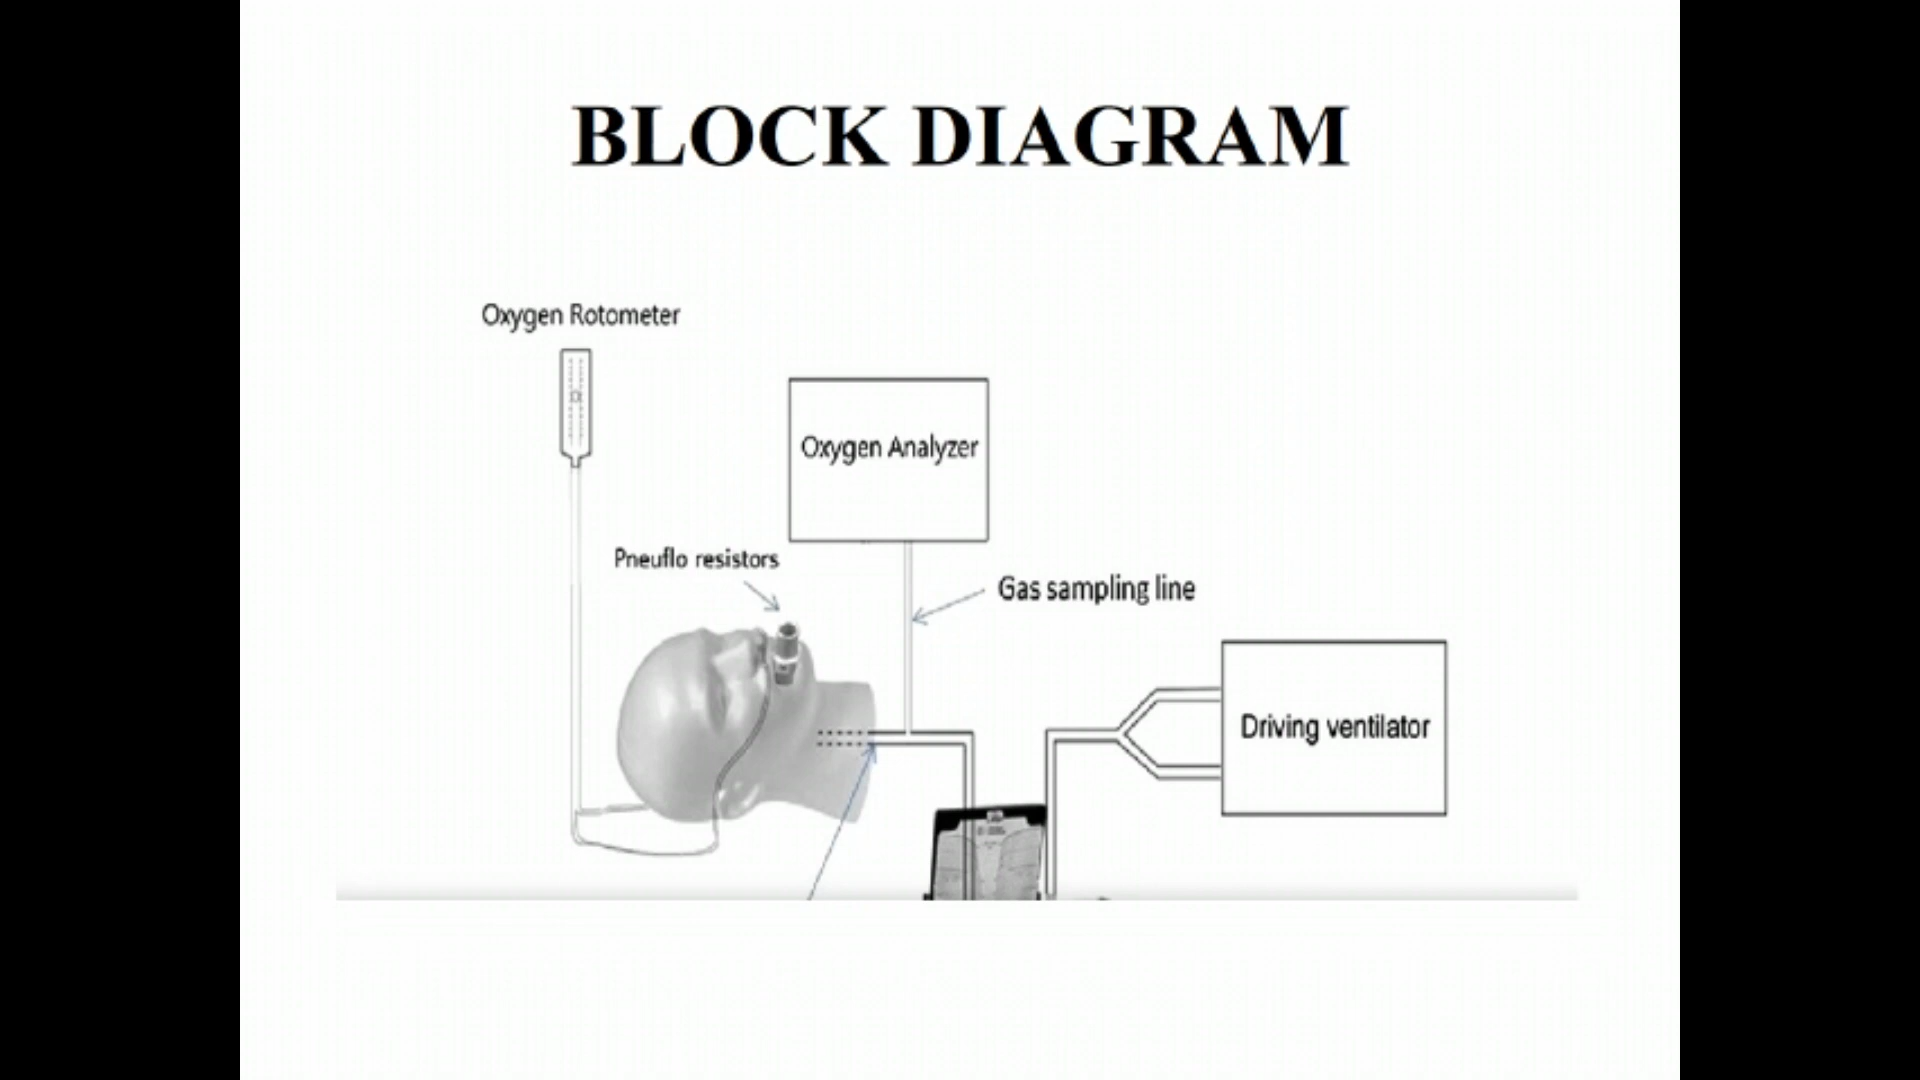 BLOCK DIAGRAM
Oxygen Rotometer
Oxygen Analyzer
Pneuflo resistors
Gas sampling line
Driving ventilator